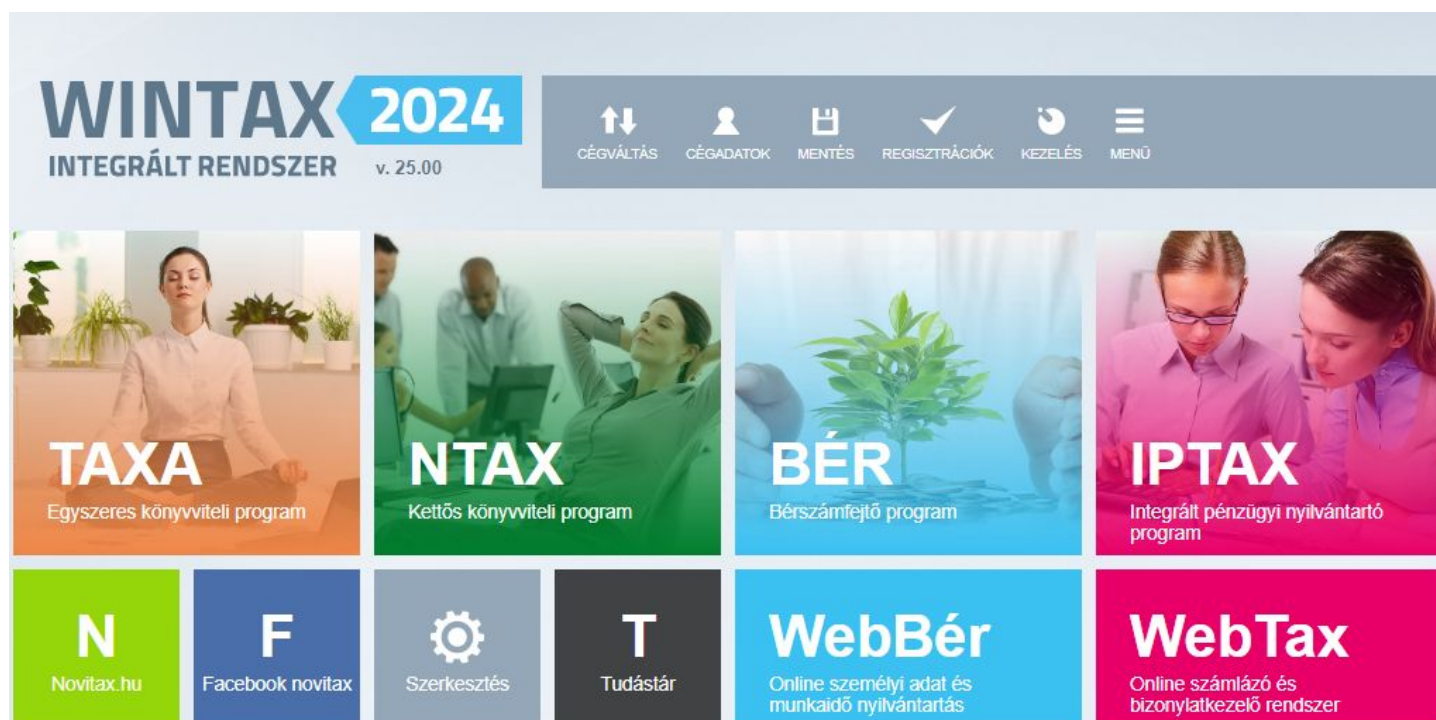 WINTAX 2024
INTEGRÁLT RENDSZER v. 25.00
CÉGVÁLTÁS CÉGADATOK MENTÉS REGISZTRÁCIÓK KEZELÉS MENÜ
TAXA
Egyszeres könyvviteli program
NTAX
Kettős könyvviteli program
BÉR
Bérszámfejtő program
IPTAX
Integrált pénzügyi nyilvántartó
program
N
Novitax.hu
F
Facebook novitax
Szerkesztés
T
Tudástár
WebBér
Online személyi adat és
munkaidő nyilvántartás
WebTax
Online számlázó és
bizonylatkezelő rendszer